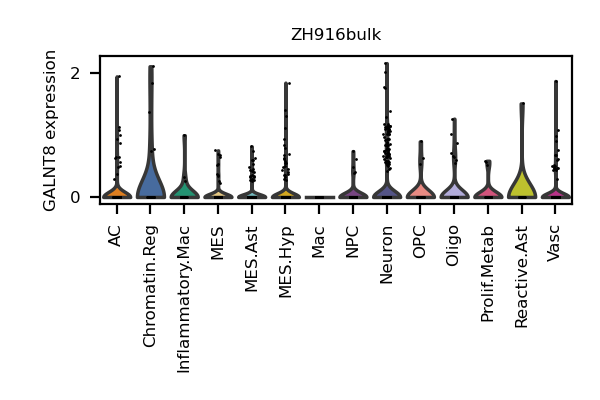 ZH916bulk
GALNT8 expression
2
0
AC
Chromatin.Reg
Inflammatory.Mac
MES
MES.Ast
MES.Hyp
Mac
NPC
Neuron
OPC
Oligo
Prolif.Metab
Reactive.Ast
Vasc